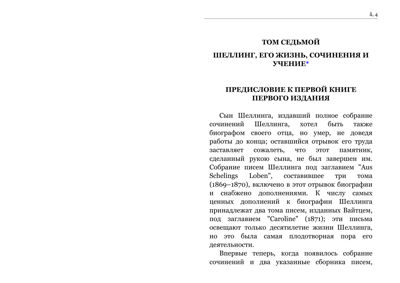 ТОМ СЕДЬМОЙ
ШЕЛЛИНГ, ЕГО ЖИЗНЬ, СОЧИНЕНИЯ И
УЧЕНИЕ*
ПРЕДИСЛОВИЕ К ПЕРВОЙ КНИГЕ
ПЕРВОГО ИЗДАНИЯ
Сын Шеллинга, издавший полное собрание
сочинений Шеллинга, хотел быть также
биографом своего отца, но умер, не доведя
работы до конца; оставшийся отрывок его труда
заставляет сожалеть, что этот памятник,
сделанный рукою сына, не был завершен им.
Собрание писем Шеллинга под заглавием "Aus
Schelings Loben", составившее три тома
(1869–1870), включено в этот отрывок биографии
и снабжено дополнениями. К числу самых
ценных дополнений к биографии Шеллинга
принадлежат два тома писем, изданных Вайтцем,
под заглавием "Caroline" (1871); эти письма
освещают только десятилетие жизни Шеллинга,
но это была самая плодотворная пора его
деятельности.
Впервые теперь, когда появилось собрание
сочинений и два указанные сборника писем,